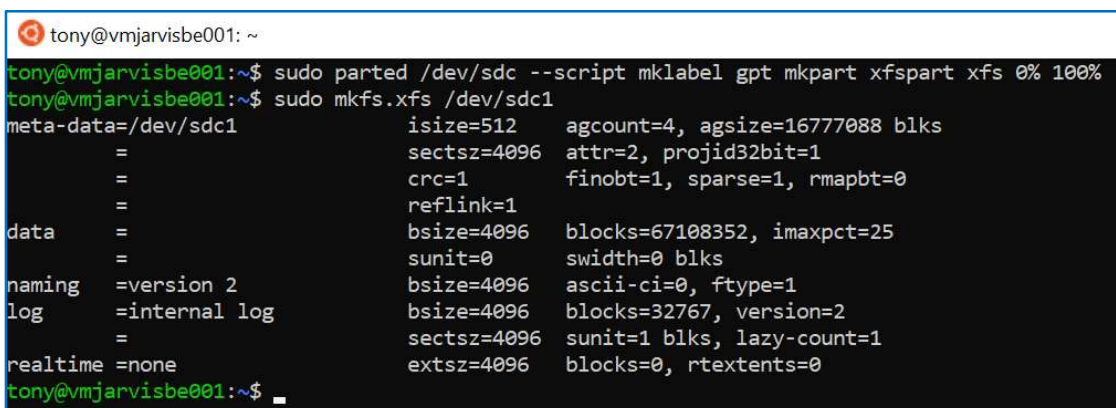 tony@vmjarvisbe001: ~
tony@vmjarvisbe001:~$ sudo parted /dev/sdc --script mklabel gpt mkpart xfspart xfs 0% 100%
tony@vmjarvisbe001:~$ sudo mkfs.xfs /dev/sdc1
meta-data=/dev/sdc1              isize=512    agcount=4, agsize=16777088 blks
         =                       sectsz=4096  attr=2, projid32bit=1
         =                       crc=1        finobt=1, sparse=1, rmapbt=0
         =                       reflink=1
data     =                       bsize=4096   blocks=67108352, imaxpct=25
         =                       sunit=0      swidth=0 blks
naming   =version 2              bsize=4096   ascii-ci=0, ftype=1
log      =internal log           bsize=4096   blocks=32767, version=2
         =                       sectsz=4096  sunit=1 blks, lazy-count=1
realtime =none                   extsz=4096   blocks=0, rtextents=0
tony@vmjarvisbe001:~$